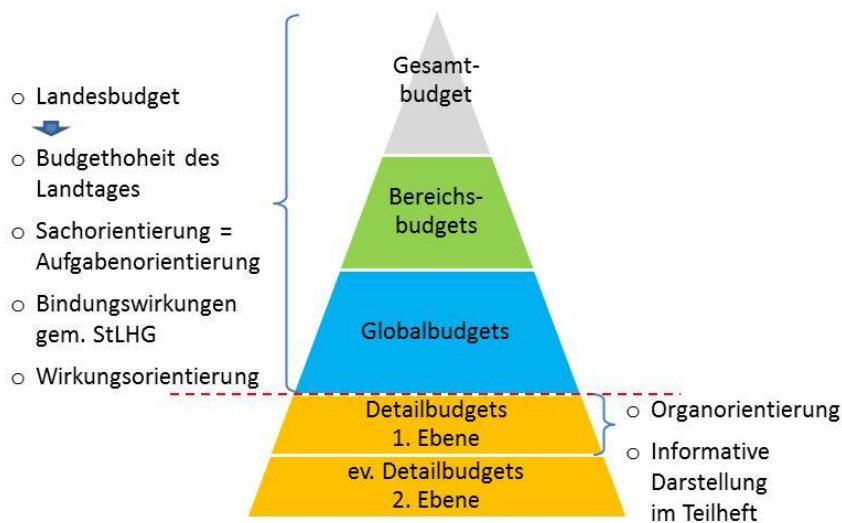 ○ Landesbudget
○ Budgethoheit des
Landtages
○ Sachorientierung =
Aufgabenorientierung
○ Bindungswirkungen
gem. StLHG
○ Wirkungsorientierung
Gesamt-
budget
Bereichs-
budgets
Globalbudgets
Detailbudgets
1. Ebene
ev. Detailbudgets
2. Ebene
○ Organorientierung
○ Informative
Darstellung
im Teilheft